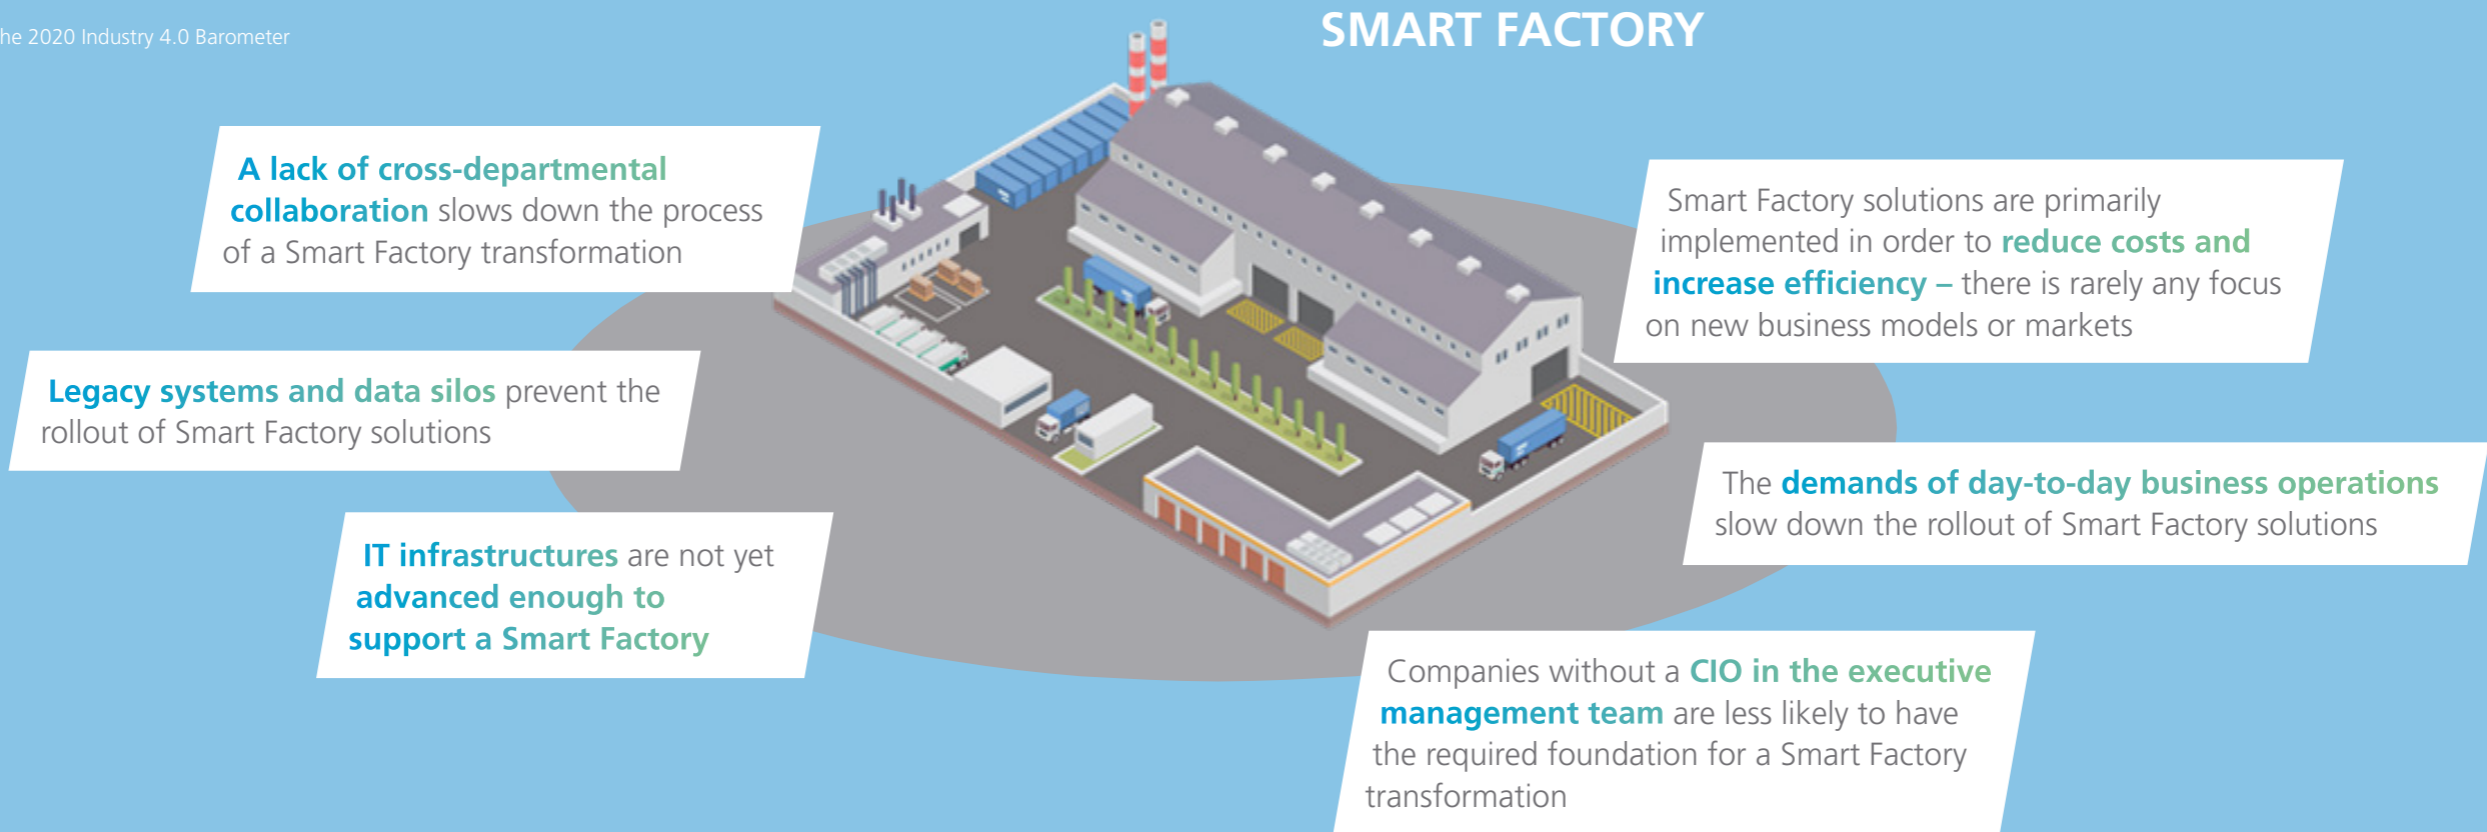 he 2020 Industry 4.0 Barometer
SMART FACTORY
A lack of cross-departmental
collaboration slows down the process
of a Smart Factory transformation
Legacy systems and data silos prevent the
rollout of Smart Factory solutions
IT infrastructures are not yet
advanced enough to
support a Smart Factory
Smart Factory solutions are primarily
implemented in order to reduce costs and
increase efficiency – there is rarely any focus
on new business models or markets
The demands of day-to-day business operations
slow down the rollout of Smart Factory solutions
Companies without a CIO in the executive
management team are less likely to have
the required foundation for a Smart Factory
transformation